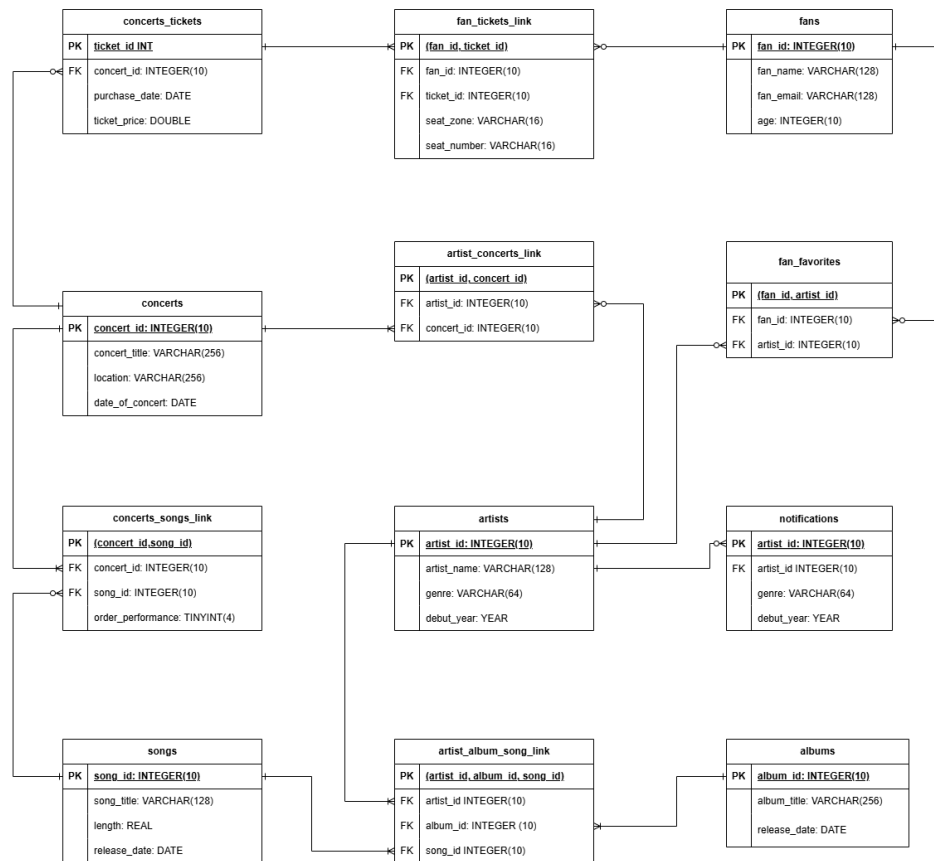 concerts_tickets
PK ticket_id INT
FK concert_id: INTEGER(10)
purchase_date: DATE
ticket_price: DOUBLE
fan_tickets_link
PK (fan_id, ticket_id)
FK fan_id: INTEGER(10)
FK ticket_id: INTEGER(10)
seat_zone: VARCHAR(16)
seat_number: VARCHAR(16)
fans
PK fan_id: INTEGER(10)
fan_name: VARCHAR(128)
fan_email: VARCHAR(128)
age: INTEGER(10)
concerts
PK concert_id: INTEGER(10)
concert_title: VARCHAR(256)
location: VARCHAR(256)
date_of_concert: DATE
artist_concerts_link
PK (artist_id, concert_id)
FK artist_id: INTEGER(10)
FK concert_id: INTEGER(10)
fan_favorites
PK (fan_id, artist_id)
FK fan_id: INTEGER(10)
FK artist_id: INTEGER(10)
concerts_songs_link
PK (concert_id,song_id)
FK concert_id: INTEGER(10)
FK song_id: INTEGER(10)
order_performance: TINYINT(4)
artists
PK artist_id: INTEGER(10)
artist_name: VARCHAR(128)
genre: VARCHAR(64)
debut_year: YEAR
notifications
PK artist_id: INTEGER(10)
FK artist_id INTEGER(10)
genre: VARCHAR(64)
debut_year: YEAR
songs
PK song_id: INTEGER(10)
song_title: VARCHAR(128)
length: REAL
release_date: DATE
artist_album_song_link
PK (artist_id, album_id, song_id)
FK artist_id INTEGER(10)
FK album_id: INTEGER (10)
FK song_id INTEGER(10)
albums
PK album_id: INTEGER(10)
album_title: VARCHAR(256)
release_date: DATE